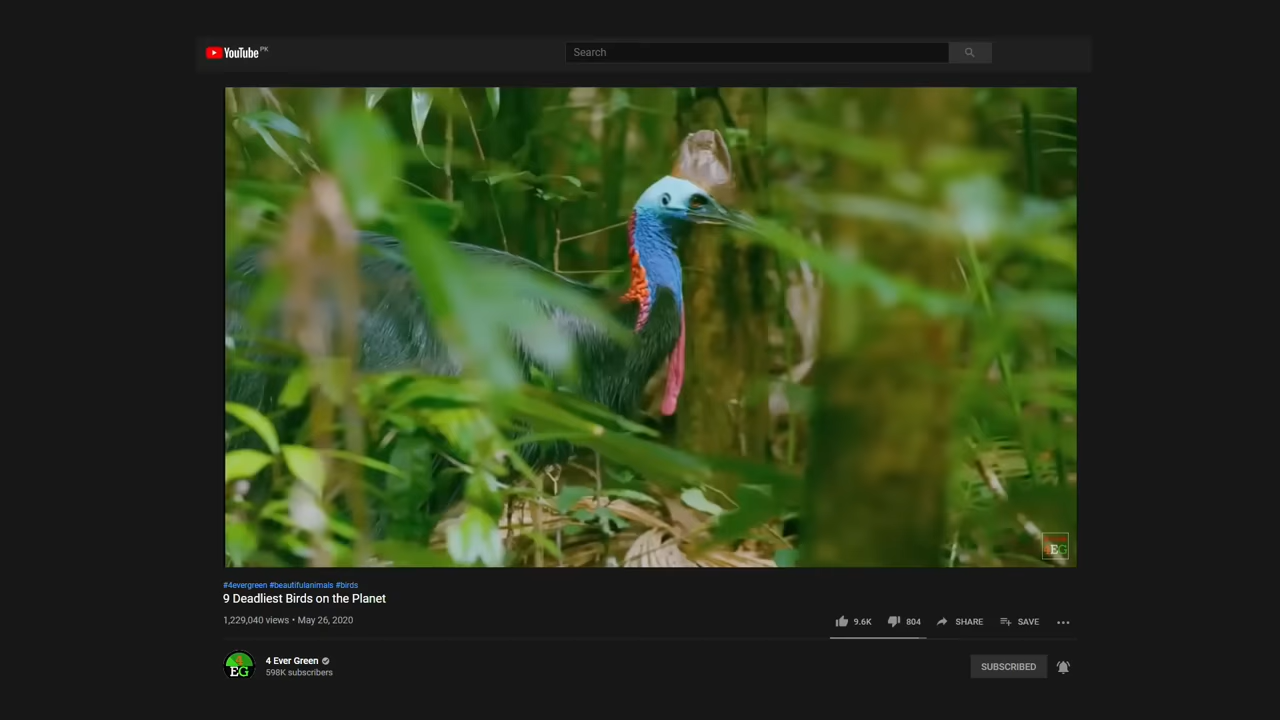 YouTube PK
Search
EG
#4evergreen #beautifulanimals #birds
9 Deadliest Birds on the Planet
1,229,040 views • May 26, 2020
9.6K 804 SHARE SAVE
EG
4 Ever Green
598K subscribers
SUBSCRIBED